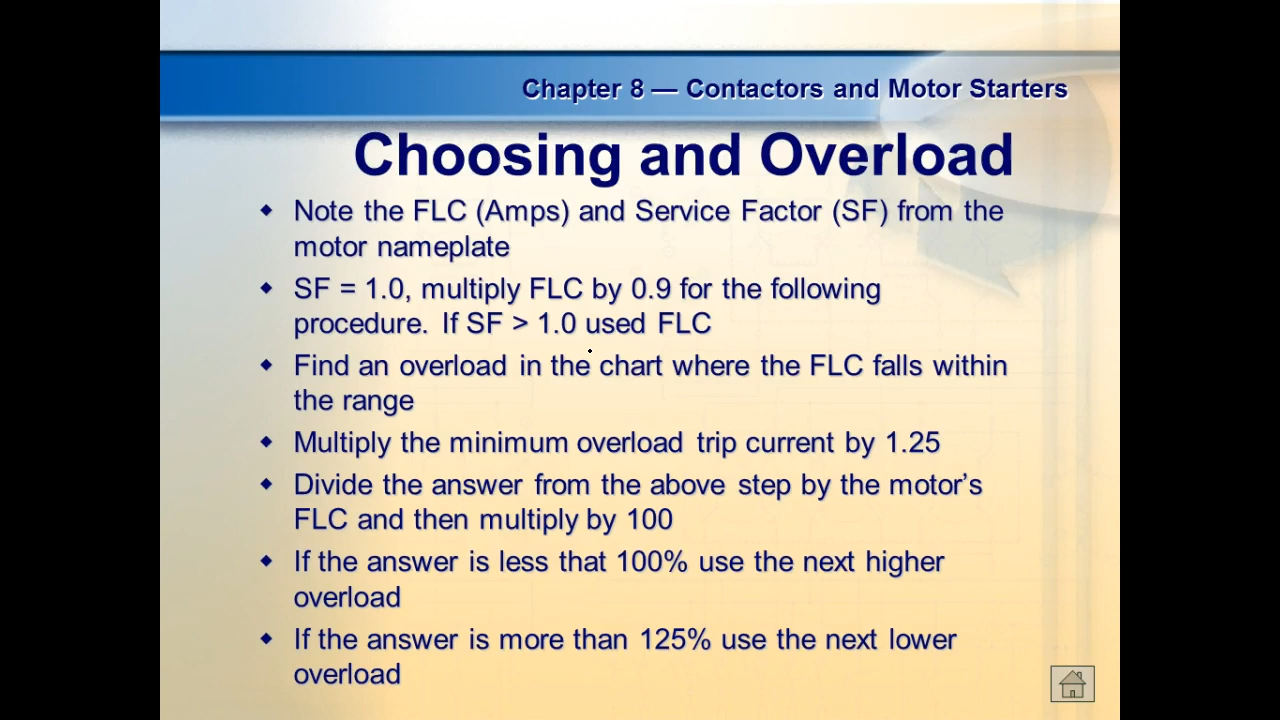 Chapter 8 — Contactors and Motor Starters
Choosing and Overload
Note the FLC (Amps) and Service Factor (SF) from the
motor nameplate
SF = 1.0, multiply FLC by 0.9 for the following
procedure. If SF > 1.0 used FLC
Find an overload in the chart where the FLC falls within
the range
Multiply the minimum overload trip current by 1.25
Divide the answer from the above step by the motor’s
FLC and then multiply by 100
If the answer is less that 100% use the next higher
overload
If the answer is more than 125% use the next lower
overload